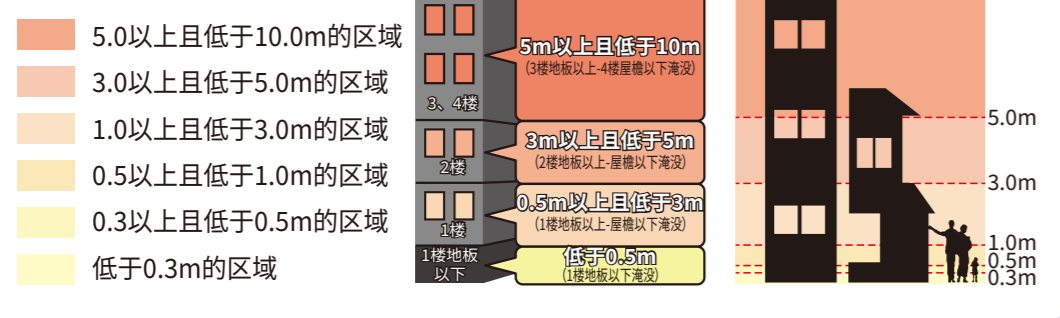 5.0以上且低于10.0m的区域
3.0以上且低于5.0m的区域
1.0以上且低于3.0m的区域
0.5以上且低于1.0m的区域
0.3以上且低于0.5m的区域
低于0.3m的区域
3、4楼
2楼
1楼
1楼地板
以下
5m以上且低于10m
(3楼地板以上-4楼屋檐以下淹没)
3m以上且低于5m
(2楼地板以上-屋檐以下淹没)
0.5m以上且低于3m
(1楼地板以上-屋檐以下淹没)
低于0.5m
(1楼地板以下淹没)
5.0m
3.0m
1.0m
0.5m
0.3m